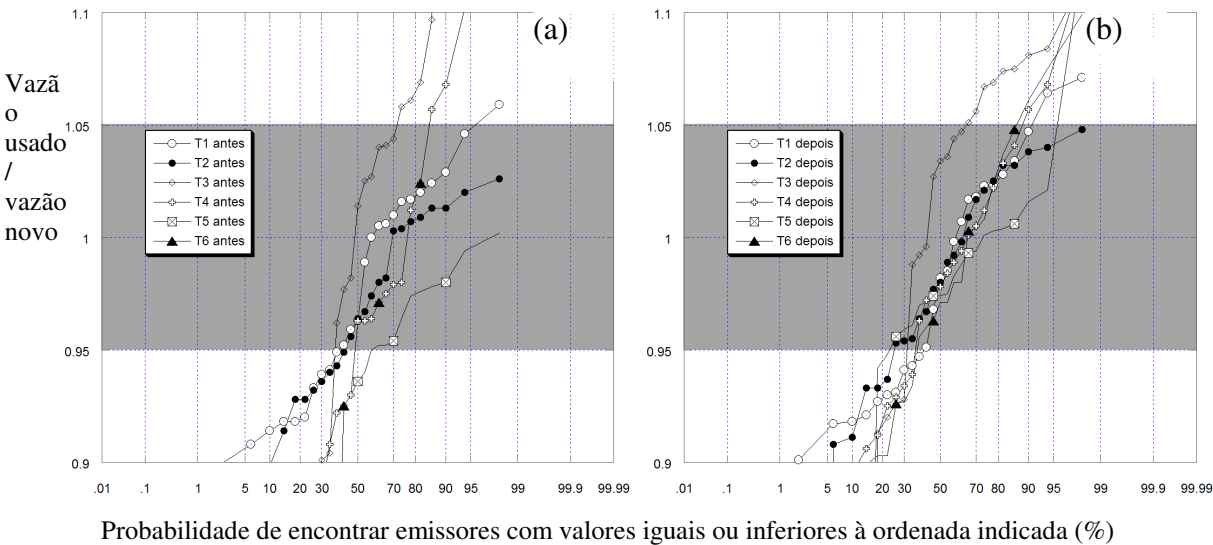 Vazã
o
usado
/
vazão
novo
1.1
1.05
1
0.95
0.9
(a)
T1 antes
T2 antes
T3 antes
T4 antes
T5 antes
T6 antes
.01 .1 1 5 10 20 30 50 70 80 90 95 99 99.9 99.99
1.1
1.05
1
0.95
0.9
(b)
T1 depois
T2 depois
T3 depois
T4 depois
T5 depois
T6 depois
.01 .1 1 5 10 20 30 50 70 80 90 95 99 99.9 99.99
Probabilidade de encontrar emissores com valores iguais ou inferiores à ordenada indicada (%)